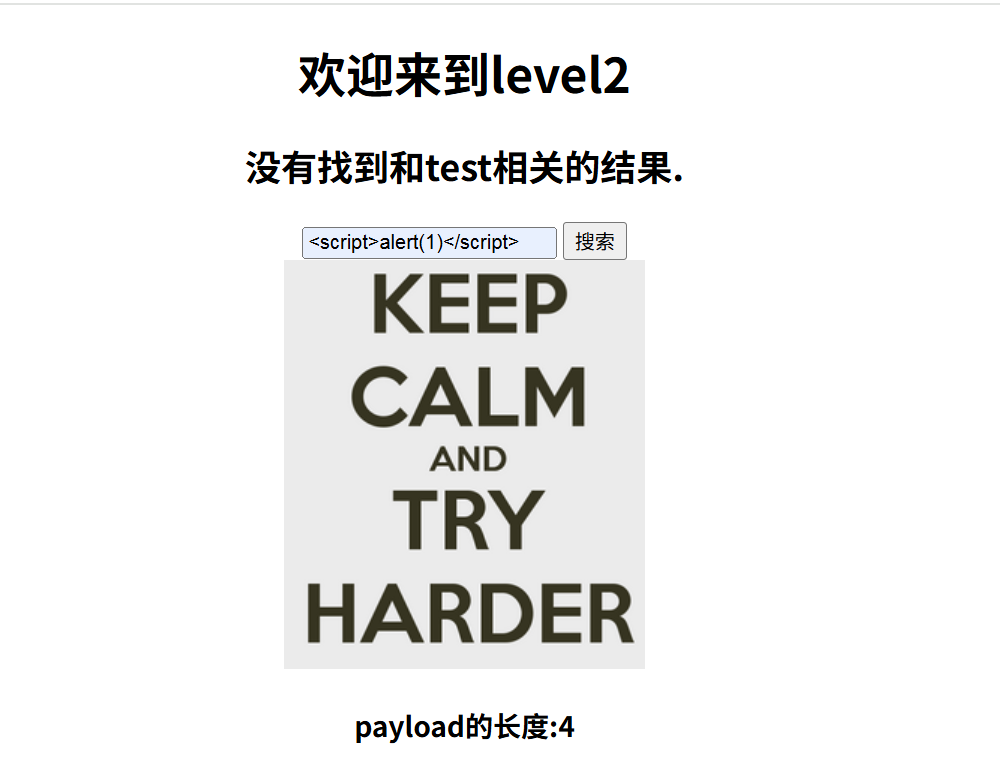 欢迎来到level2
没有找到和test相关的结果.
<script>alert(1)</script> 搜索
KEEP
CALM
AND
TRY
HARDER
payload的长度:4